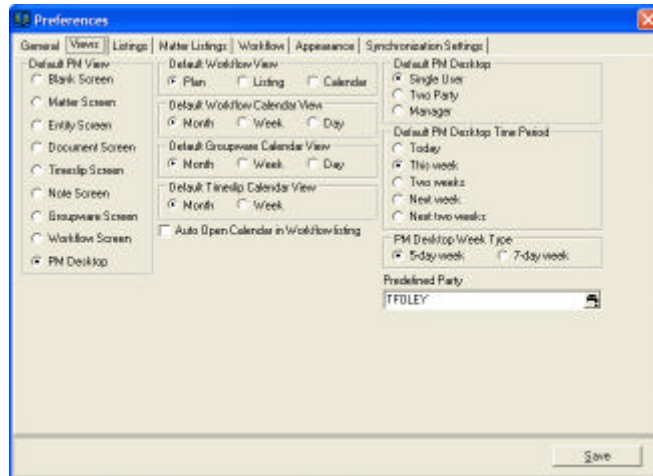 Preferences
General Views Listings Matter Listings Workflow Appearance Synchronization Settings
Default PM View
Blank Screen
Matter Screen
Entity Screen
Document Screen
Timeslip Screen
Note Screen
Groupware Screen
Workflow Screen
PM Desktop
Default Workflow View
Plan Listing Calendar
Default Workflow Calendar View
Month Week Day
Default Groupware Calendar View
Month Week Day
Default Timeslip Calendar View
Month Week
Auto Open Calendar in Workflow listing
Default PM Desktop
Single User
Two Party
Manager
Default PM Desktop Time Period
Today
This week
Two weeks
Next week
Next two weeks
PM Desktop Week Type
5-day week 7-day week
Predefined Party
TFOLEY
Save